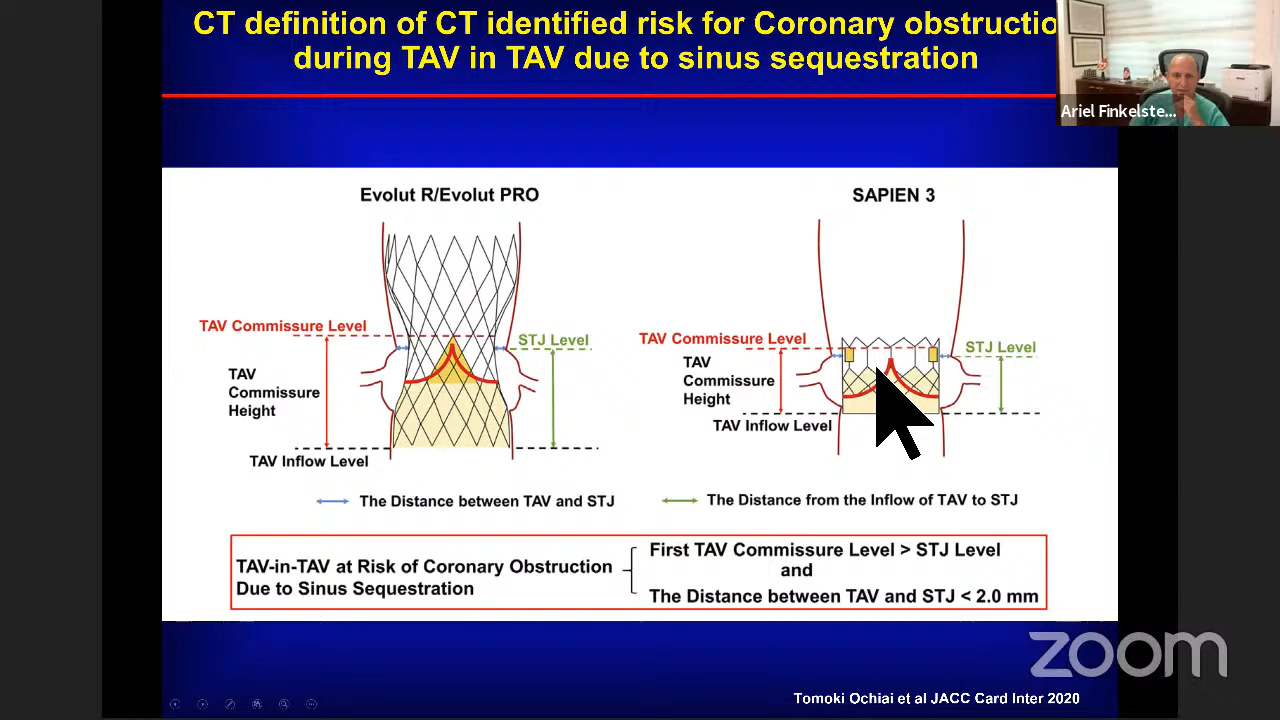 CT definition of CT identified risk for Coronary obstructio
during TAV in TAV due to sinus sequestration
Ariel Finkelste...
Evolut R/Evolut PRO
SAPIEN 3
TAV Commissure Level
STJ Level
TAV
Commissure
Height
TAV Inflow Level
TAV Commissure Level
STJ Level
TAV
Commissure
Height
TAV Inflow Level
The Distance between TAV and STJ
The Distance from the Inflow of TAV to STJ
TAV-in-TAV at Risk of Coronary Obstruction
Due to Sinus Sequestration
First TAV Commissure Level > STJ Level
and
The Distance between TAV and STJ < 2.0 mm
zoom
Tomoki Ochiai et al JACC Card Inter 2020